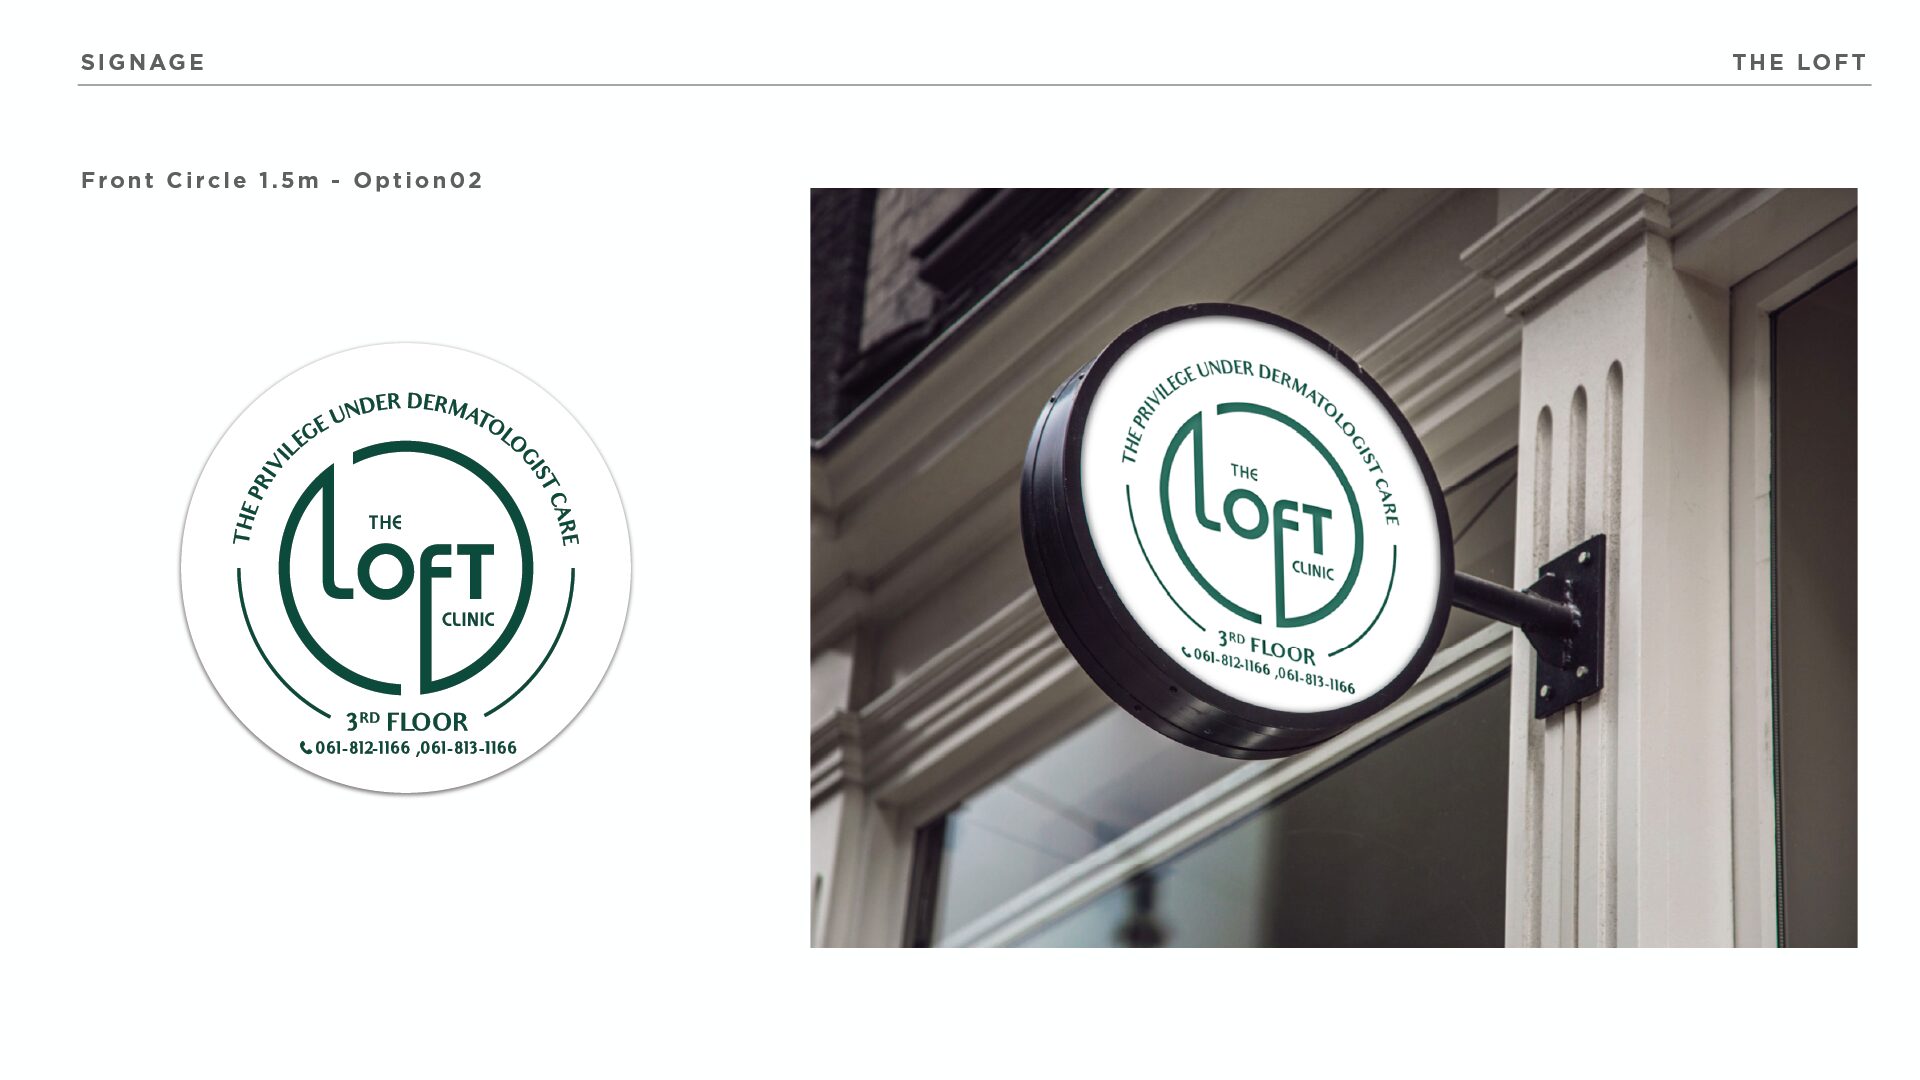 SIGNAGE
THE LOFT
Front Circle 1.5m - Option02
THE PRIVILEGE UNDER DERMATOLOGIST CARE
THE
LOFT
CLINIC
3RD FLOOR
061-812-1166 ,061-813-1166
THE PRIVILEGE UNDER DERMATOLOGIST CARE
THE
LOFT
CLINIC
3RD FLOOR
061-812-1166 ,061-813-1166